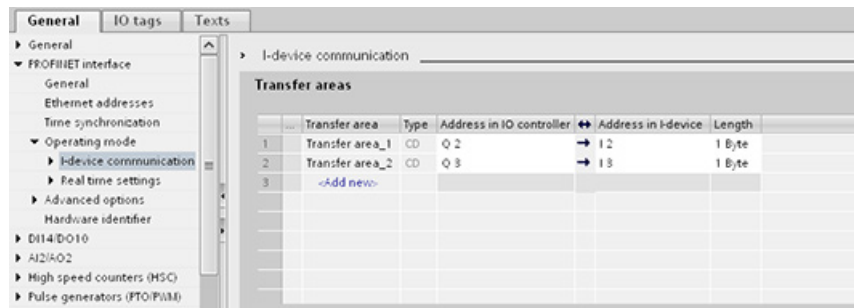 General IO tags Texts
General
PROFINET interface
General
Ethernet addresses
Time synchronization
Operating mode
I-device communication
Real time settings
Advanced options
Hardware identifier
DI14/DO10
AI2/AO2
High speed counters (HSC)
Pulse generators (PTO/PWM)
I-device communication
Transfer areas
... Transfer area Type Address in IO controller ↔ Address in I-device Length
1 Transfer area_1 CD Q 2 → I 2 1 Byte
2 Transfer area_2 CD Q 3 → I 3 1 Byte
3 <Add new>